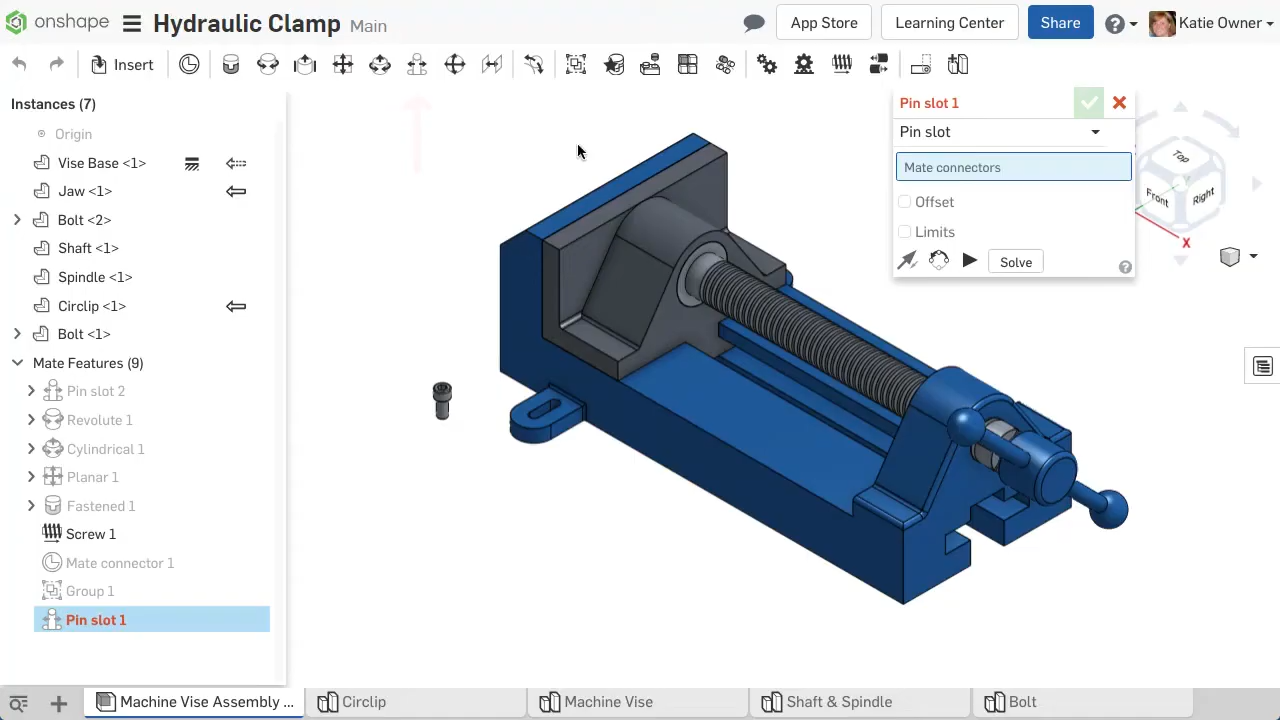 onshape
Hydraulic Clamp Main
App Store
Learning Center
Share
Katie Owner
Insert
Instances (7)
Origin
Vise Base <1>
Jaw <1>
Bolt <2>
Shaft <1>
Spindle <1>
Circlip <1>
Bolt <1>
Mate Features (9)
Pin slot 2
Revolute 1
Cylindrical 1
Planar 1
Fastened 1
Screw 1
Mate connector 1
Group 1
Pin slot 1
Pin slot 1
Pin slot
Mate connectors
Offset
Limits
Solve
Top
Front
Right
X
Machine Vise Assembly ...
Circlip
Machine Vise
Shaft & Spindle
Bolt